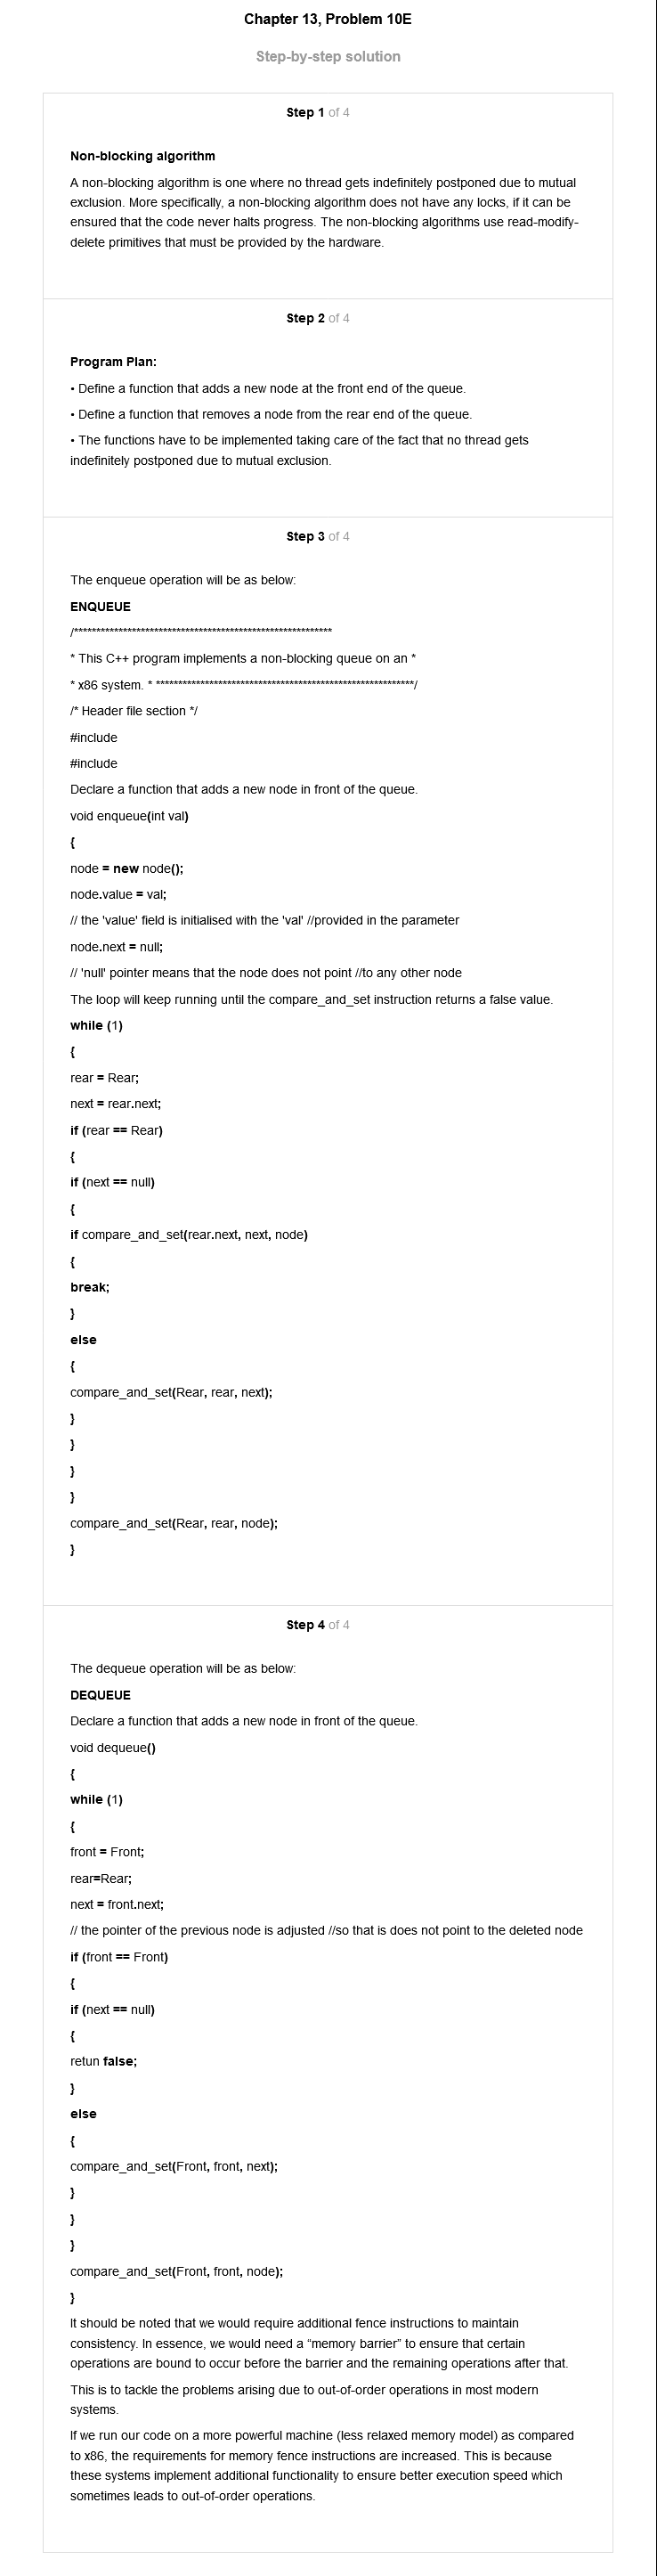 Chapter 13, Problem 10E
Step-by-step solution
Step 1 of 4
Non-blocking algorithm
A non-blocking algorithm is one where no thread gets indefinitely postponed due to mutual
exclusion. More specifically, a non-blocking algorithm does not have any locks, if it can be
ensured that the code never halts progress. The non-blocking algorithms use read-modify-
delete primitives that must be provided by the hardware.
Step 2 of 4
Program Plan:
• Define a function that adds a new node at the front end of the queue.
• Define a function that removes a node from the rear end of the queue.
• The functions have to be implemented taking care of the fact that no thread gets
indefinitely postponed due to mutual exclusion.
Step 3 of 4
The enqueue operation will be as below:
ENQUEUE
/**********************************************************
* This C++ program implements a non-blocking queue on an *
* x86 system. * **********************************************************/
/* Header file section */
#include
#include
Declare a function that adds a new node in front of the queue.
void enqueue(int val)
{
node = new node();
node.value = val;
// the 'value' field is initialised with the 'val' //provided in the parameter
node.next = null;
// 'null' pointer means that the node does not point //to any other node
The loop will keep running until the compare_and_set instruction returns a false value.
while (1)
{
rear = Rear;
next = rear.next;
if (rear == Rear)
{
if (next == null)
{
if compare_and_set(rear.next, next, node)
{
break;
}
else
{
compare_and_set(Rear, rear, next);
}
}
}
}
compare_and_set(Rear, rear, node);
}
Step 4 of 4
The dequeue operation will be as below:
DEQUEUE
Declare a function that adds a new node in front of the queue.
void dequeue()
{
while (1)
{
front = Front;
rear=Rear;
next = front.next;
// the pointer of the previous node is adjusted //so that is does not point to the deleted node
if (front == Front)
{
if (next == null)
{
retun false;
}
else
{
compare_and_set(Front, front, next);
}
}
}
compare_and_set(Front, front, node);
}
It should be noted that we would require additional fence instructions to maintain
consistency. In essence, we would need a “memory barrier” to ensure that certain
operations are bound to occur before the barrier and the remaining operations after that.
This is to tackle the problems arising due to out-of-order operations in most modern
systems.
If we run our code on a more powerful machine (less relaxed memory model) as compared
to x86, the requirements for memory fence instructions are increased. This is because
these systems implement additional functionality to ensure better execution speed which
sometimes leads to out-of-order operations.